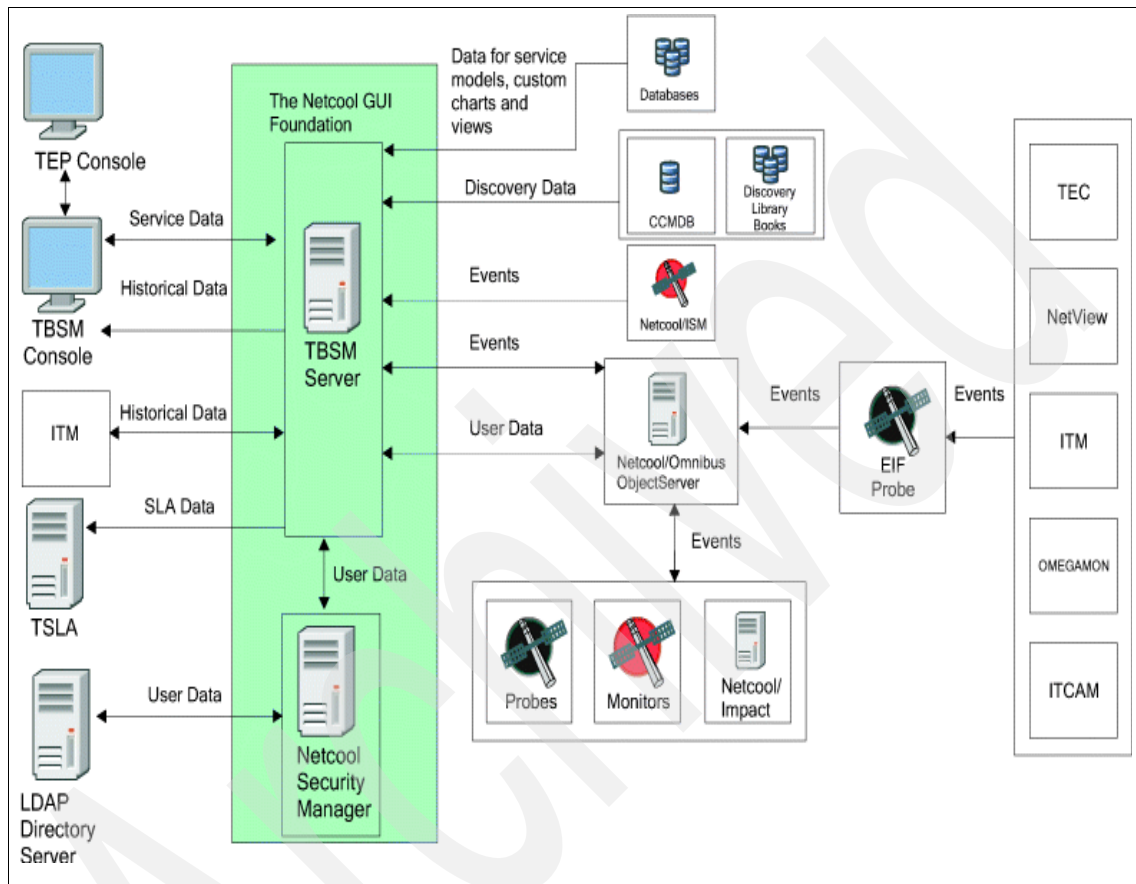 TEP Console
Service Data
Historical Data
TBSM
Console
ITM
Historical Data
SLA Data
TSLA
User Data
LDAP
Directory
Server
The Netcool GUI
Foundation
TBSM
Server
User Data
Netcool
Security
Manager
Data for service
models, custom
charts and
views
Databases
Discovery Data
CCMDB
Discovery
Library
Books
Events
Netcool/ISM
Events
User Data
Netcool/Omnibus
ObjectServer
Events
EIF
Probe
Events
Events
Probes
Monitors
Netcool/
Impact
TEC
NetView
ITM
OMEGAMON
ITCAM
Archived